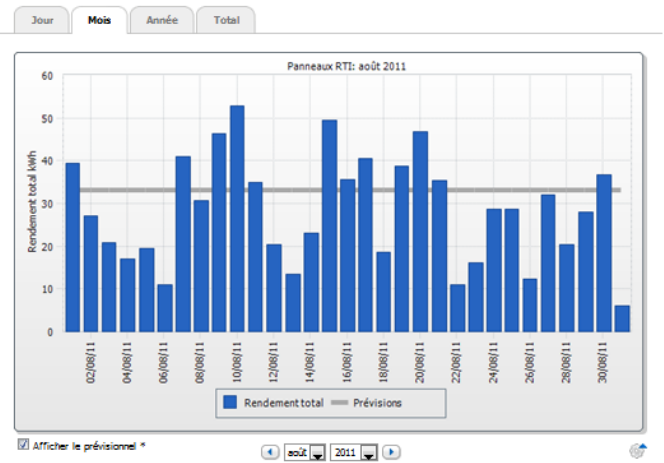 Jour Mois Année Total
Panneaux RTI: août 2011
Rendement total kWh
60
50
40
30
20
10
0
02/08/11 04/08/11 06/08/11 08/08/11 10/08/11 12/08/11 14/08/11 16/08/11 18/08/11 20/08/11 22/08/11 24/08/11 26/08/11 28/08/11 30/08/11
Rendement total Prévisions
Afficher le prévisionnel *
août 2011